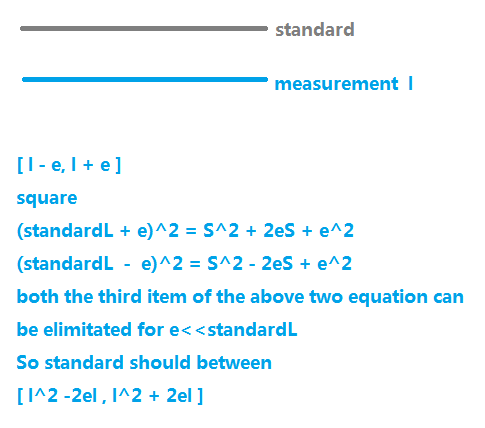 standard
measurement l
[ l - e, l + e ]
square
(standardL + e)^2 = S^2 + 2eS + e^2
(standardL - e)^2 = S^2 - 2eS + e^2
both the third item of the above two equation can
be elimitated for e<<standardL
So standard should between
[ l^2 -2el , l^2 + 2el ]